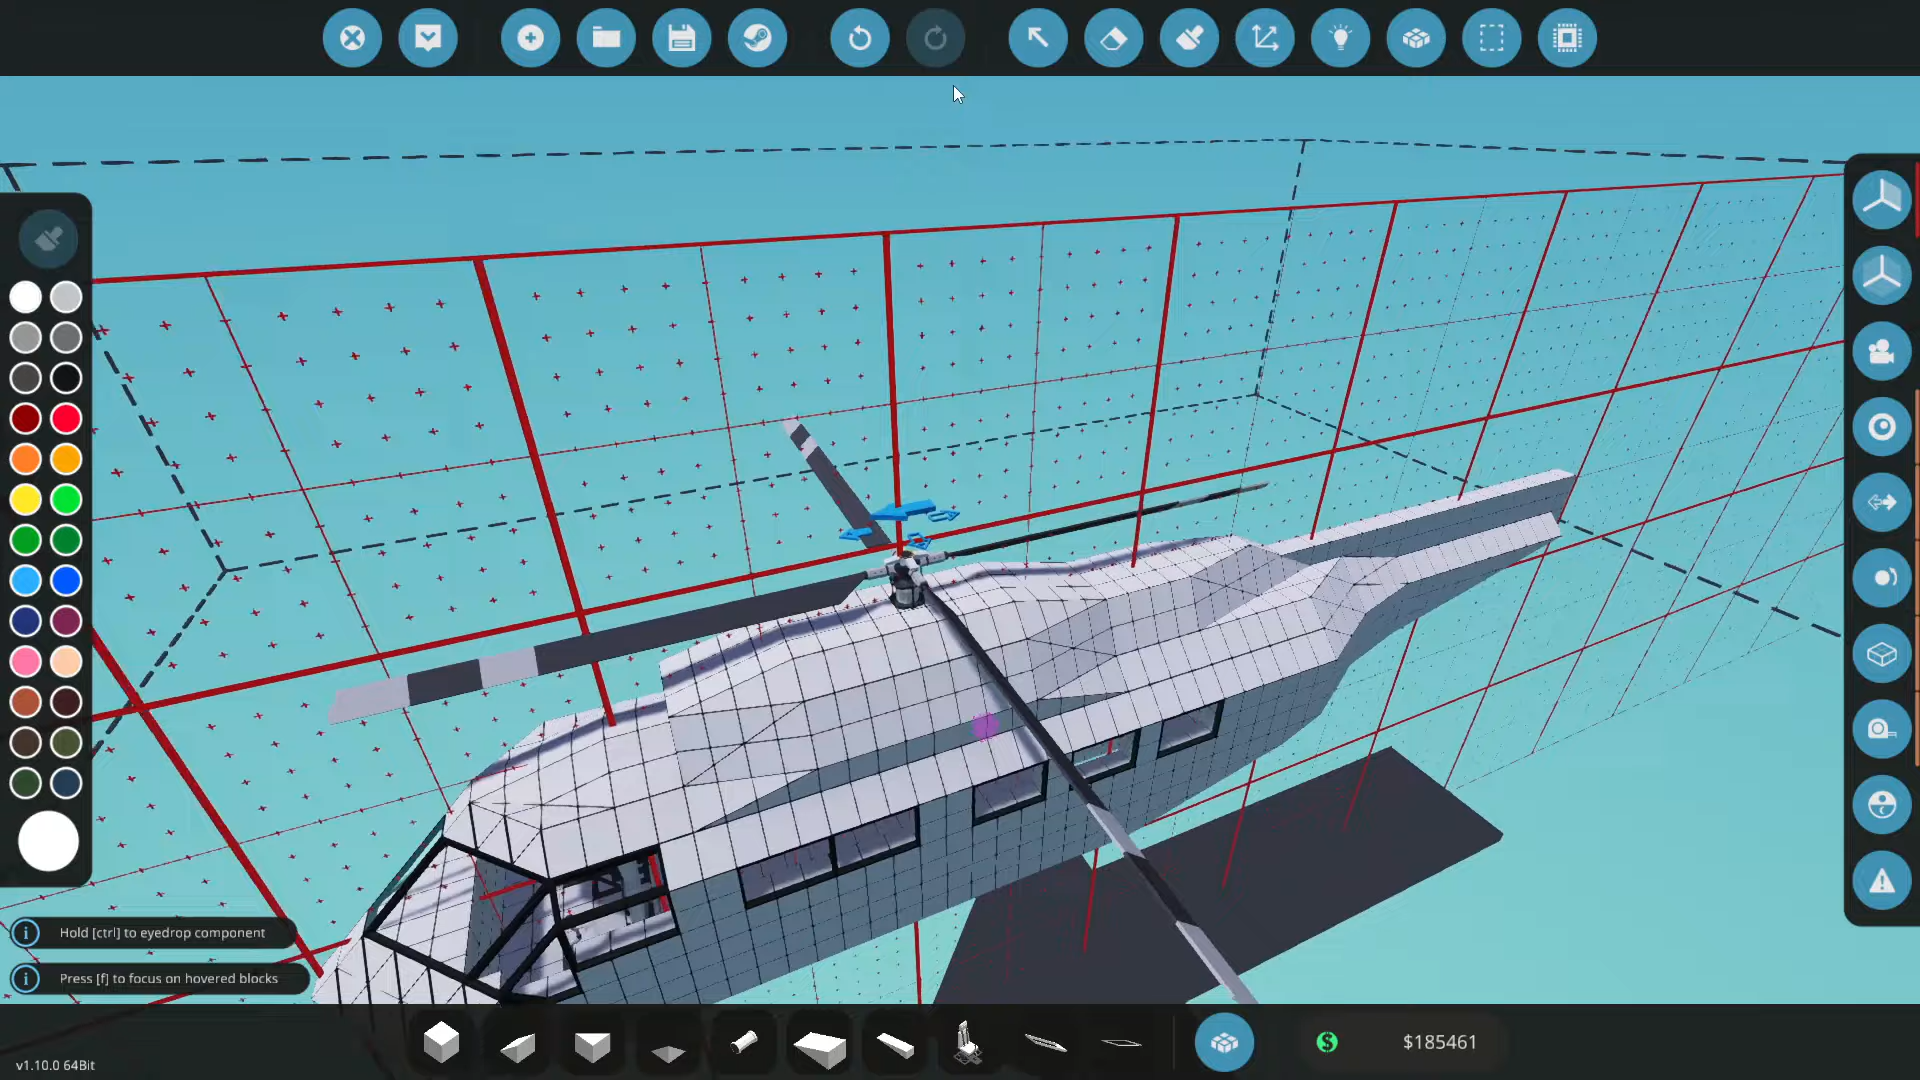 Hold [ctrl] to eyedrop component
Press [f] to focus on hovered blocks
v1.10.0 64Bit
$
$185461